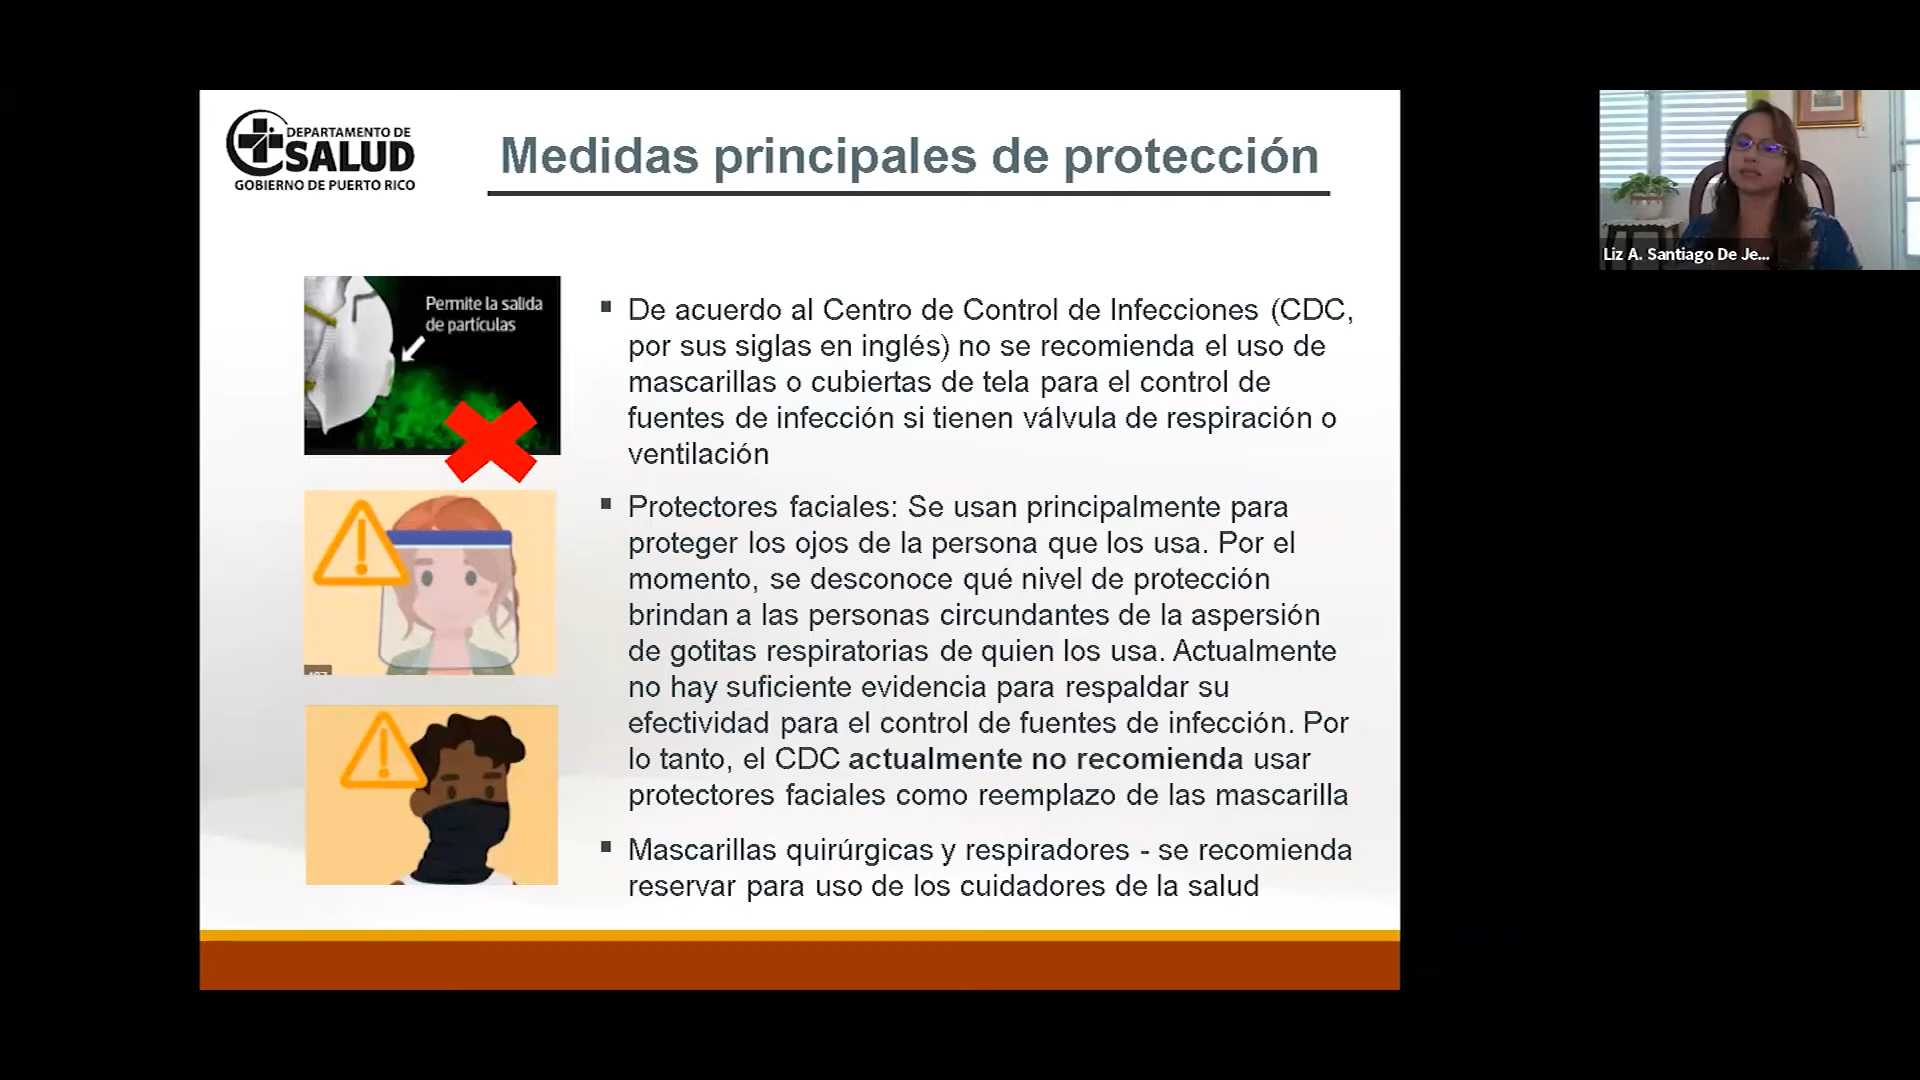 DEPARTAMENTO DE
SALUD
GOBIERNO DE PUERTO RICO
Medidas principales de protección
Permite la salida
de partículas
▪ De acuerdo al Centro de Control de Infecciones (CDC,
por sus siglas en inglés) no se recomienda el uso de
mascarillas o cubiertas de tela para el control de
fuentes de infección si tienen válvula de respiración o
ventilación
▪ Protectores faciales: Se usan principalmente para
proteger los ojos de la persona que los usa. Por el
momento, se desconoce qué nivel de protección
brindan a las personas circundantes de la aspersión
de gotitas respiratorias de quien los usa. Actualmente
no hay suficiente evidencia para respaldar su
efectividad para el control de fuentes de infección. Por
lo tanto, el CDC actualmente no recomienda usar
protectores faciales como reemplazo de las mascarilla
▪ Mascarillas quirúrgicas y respiradores - se recomienda
reservar para uso de los cuidadores de la salud
Liz A. Santiago De Je...